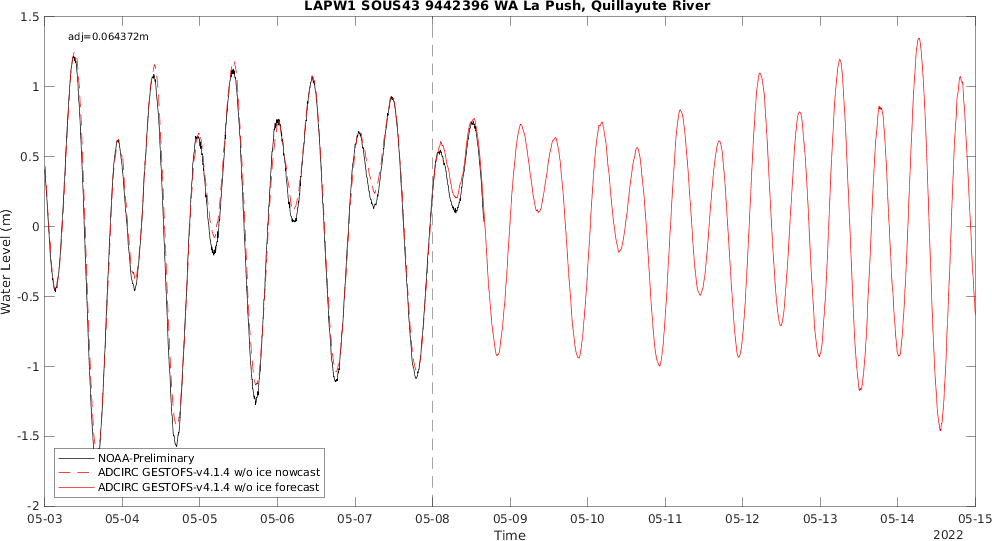 LAPW1 SOUS43 9442396 WA La Push, Quillayute River
adj=0.064372m
Water Level (m)
1.5
1
0.5
0
-0.5
-1
-1.5
-2
NOAA-Preliminary
ADCIRC GESTOFS-v4.1.4 w/o ice nowcast
ADCIRC GESTOFS-v4.1.4 w/o ice forecast
05-03 05-04 05-05 05-06 05-07 05-08 05-09 05-10 05-11 05-12 05-13 05-14 05-15
Time
2022